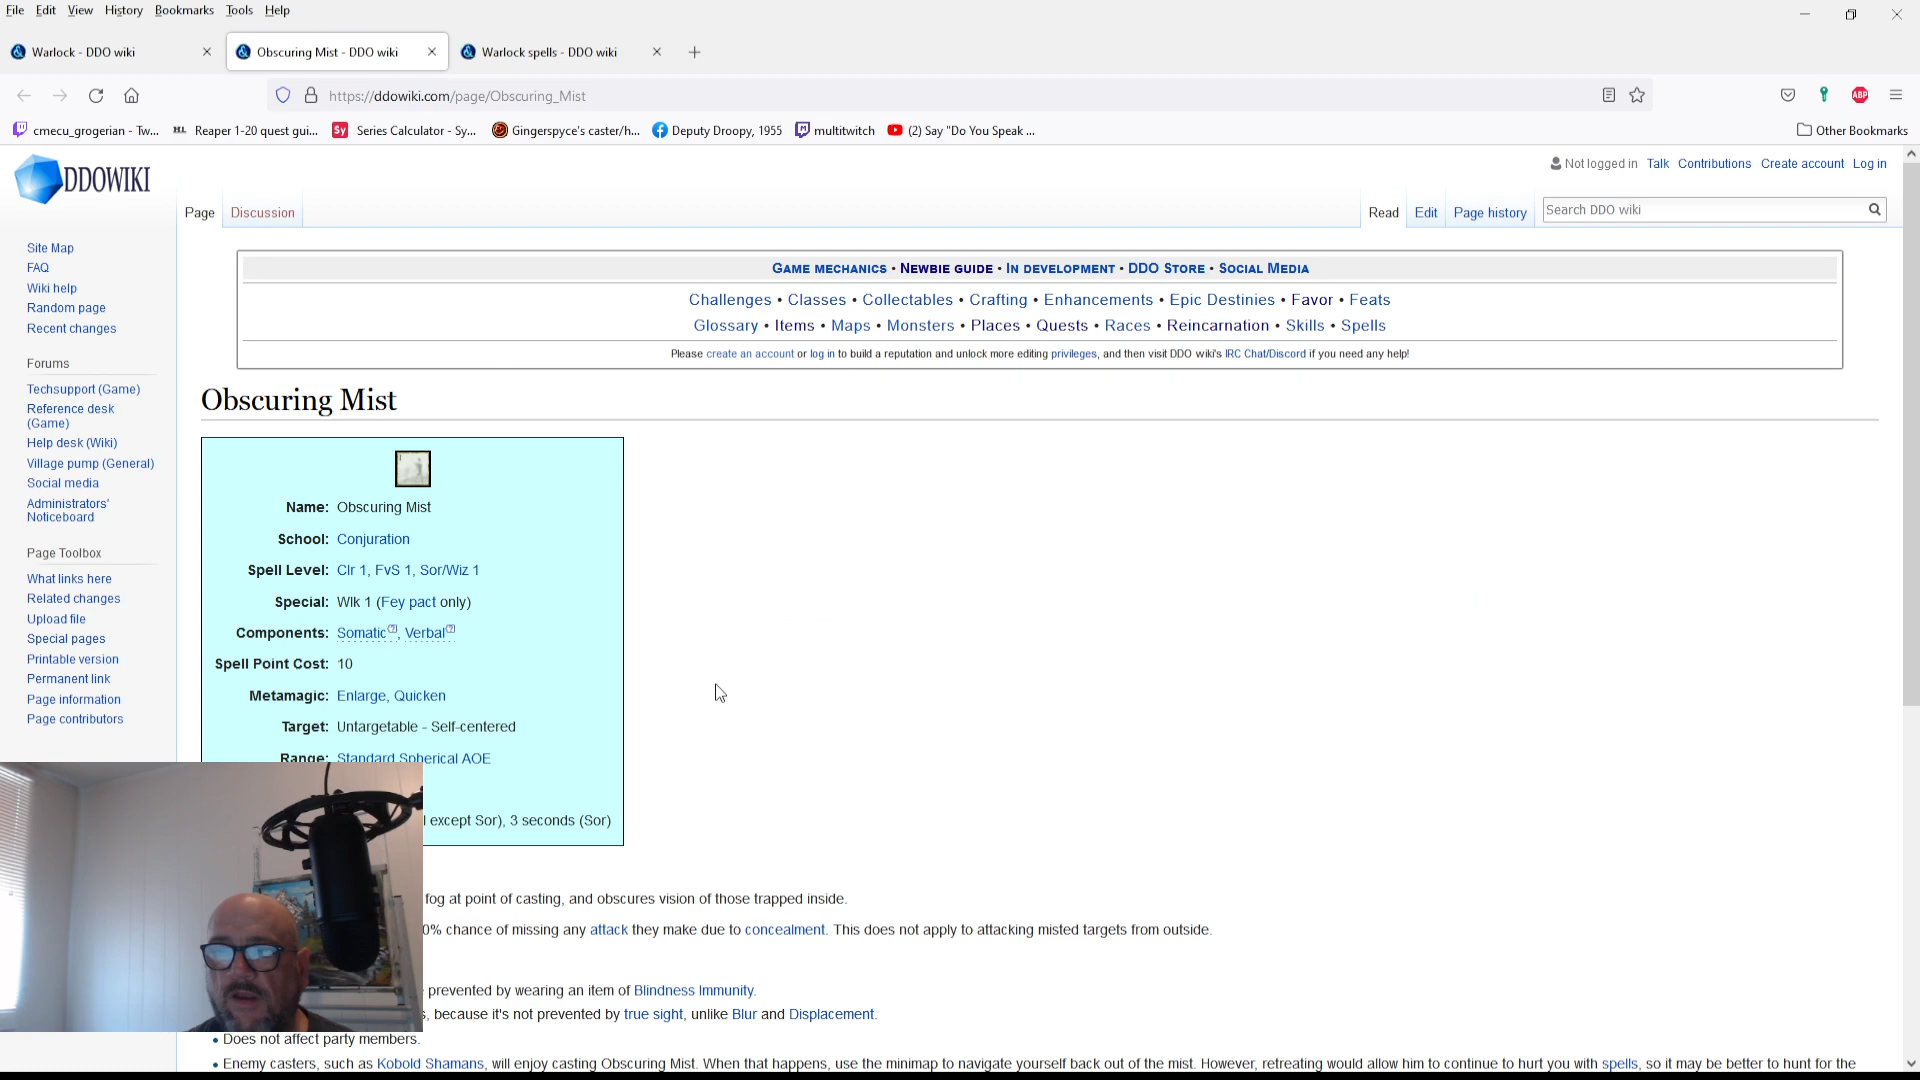 File Edit View History Bookmarks Tools Help
Warlock - DDO wiki Obscuring Mist - DDO wiki Warlock spells - DDO wiki
https://ddowiki.com/page/Obscuring_Mist
ABP
cmecu_grogerian - Tw... Reaper 1-20 quest gui... Sy Series Calculator - Sy... Gingerspyce's caster/h... Deputy Droopy, 1955 multitwitch (2) Say "Do You Speak ... Other Bookmarks
DDOWIKI
Not logged in Talk Contributions Create account Log in
Page Discussion Read Edit Page history Search DDO wiki
Site Map
FAQ
Wiki help
Random page
Recent changes
Forums
Techsupport (Game)
Reference desk
(Game)
Help desk (Wiki)
Village pump (General)
Social media
Administrators'
Noticeboard
Page Toolbox
What links here
Related changes
Upload file
Special pages
Printable version
Permanent link
Page information
Page contributors
Game mechanics • Newbie guide • In development • DDO Store • Social Media
Challenges • Classes • Collectables • Crafting • Enhancements • Epic Destinies • Favor • Feats
Glossary • Items • Maps • Monsters • Places • Quests • Races • Reincarnation • Skills • Spells
Please create an account or log in to build a reputation and unlock more editing privileges, and then visit DDO wiki's IRC Chat/Discord if you need any help!
Obscuring Mist
Name: Obscuring Mist
School: Conjuration
Spell Level: Clr 1, FvS 1, Sor/Wiz 1
Special: Wlk 1 (Fey pact only)
Components: Somatic[?], Verbal[?]
Spell Point Cost: 10
Metamagic: Enlarge, Quicken
Target: Untargetable - Self-centered
Range: Standard Spherical AOE
l except Sor), 3 seconds (Sor)
fog at point of casting, and obscures vision of those trapped inside.
0% chance of missing any attack they make due to concealment. This does not apply to attacking misted targets from outside.
prevented by wearing an item of Blindness Immunity.
s, because it's not prevented by true sight, unlike Blur and Displacement.
• Does not affect party members.
• Enemy casters, such as Kobold Shamans, will enjoy casting Obscuring Mist. When that happens, use the minimap to navigate yourself back out of the mist. However, retreating would allow him to continue to hurt you with spells, so it may be better to hunt for the